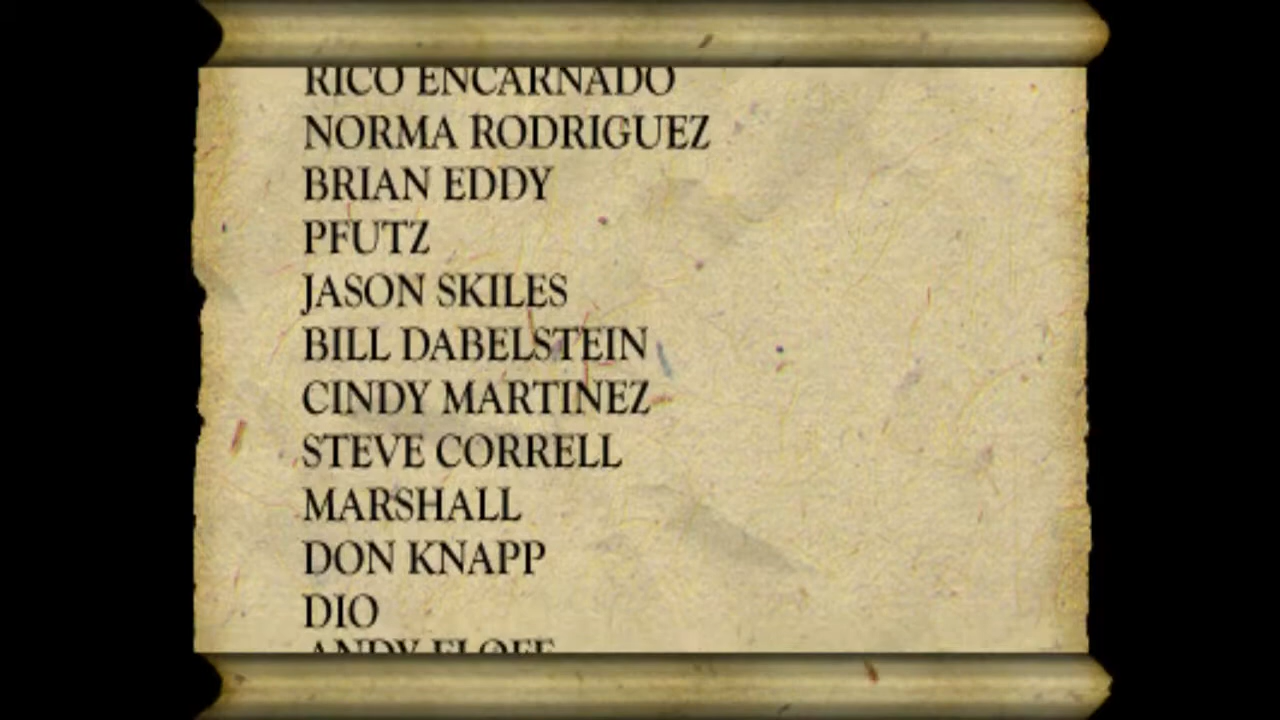 RICO ENCARNADO
NORMA RODRIGUEZ
BRIAN EDDY
PFUTZ
JASON SKILES
BILL DABELSTEIN
CINDY MARTINEZ
STEVE CORRELL
MARSHALL
DON KNAPP
DIO
ANDY